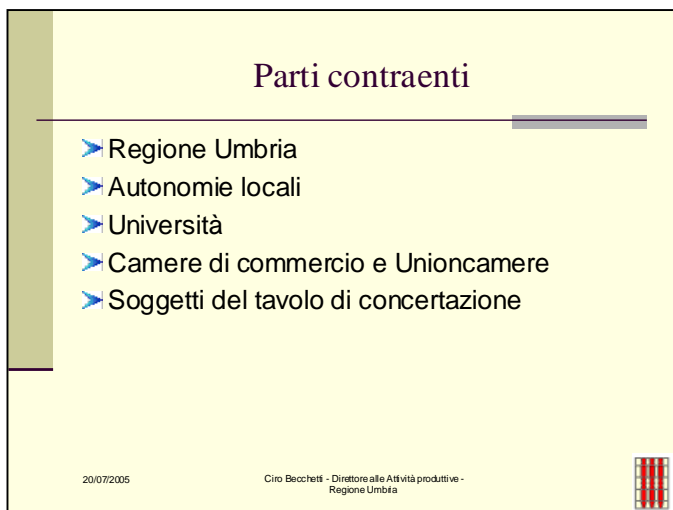 Parti contraenti
Regione Umbria
Autonomie locali
Università
Camere di commercio e Unioncamere
Soggetti del tavolo di concertazione
20/07/2005
Ciro Becchetti - Direttore alle Attività produttive -
Regione Umbria